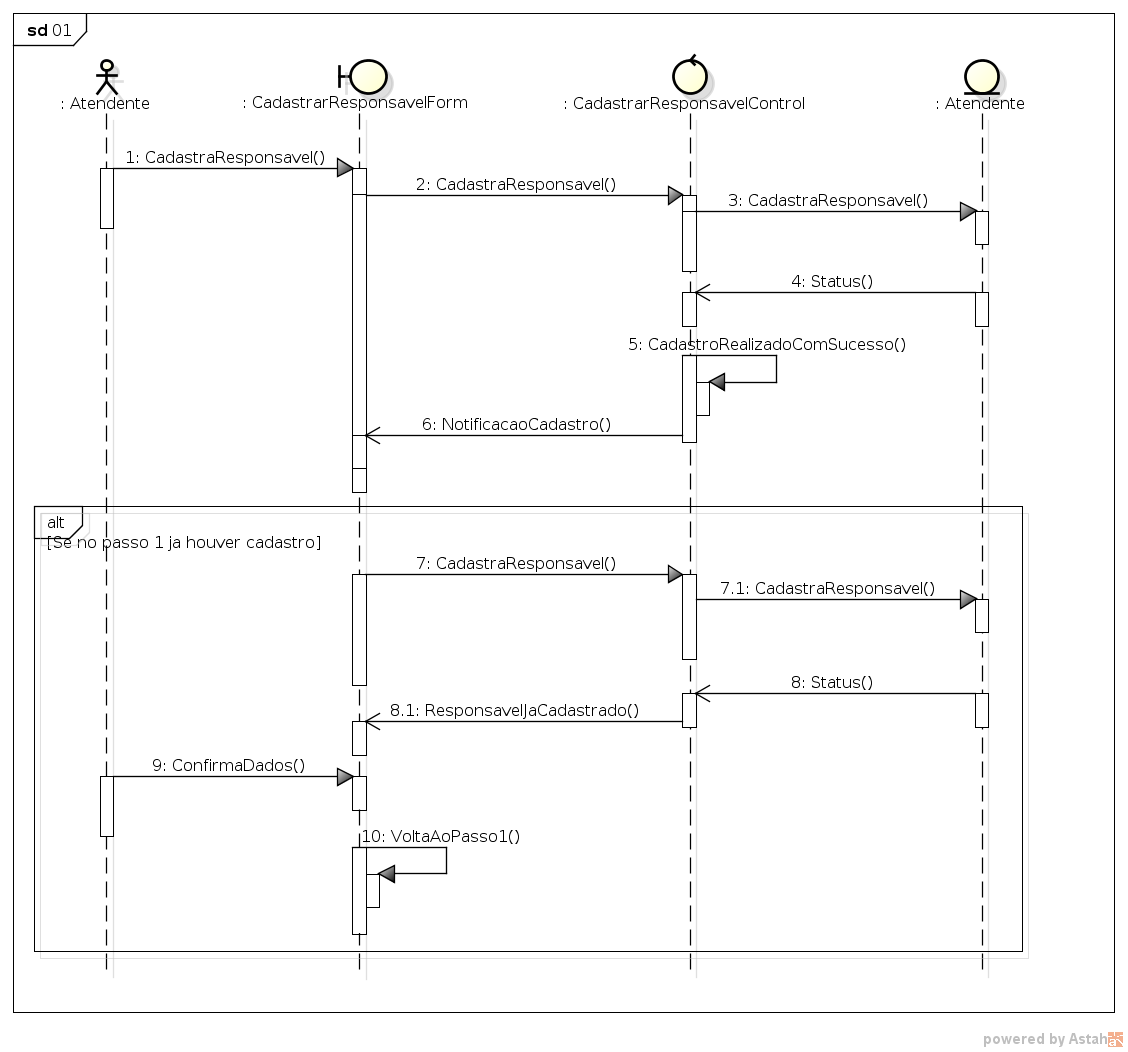 sd 01
: Atendente
: CadastrarResponsavelForm
: CadastrarResponsavelControl
: Atendente
1: CadastraResponsavel()
2: CadastraResponsavel()
3: CadastraResponsavel()
4: Status()
5: CadastroRealizadoComSucesso()
6: NotificacaoCadastro()
alt
[Se no passo 1 ja houver cadastro]
7: CadastraResponsavel()
7.1: CadastraResponsavel()
8: Status()
8.1: ResponsavelJaCadastrado()
9: ConfirmaDados()
10: VoltaAoPasso1()
powered by Astah